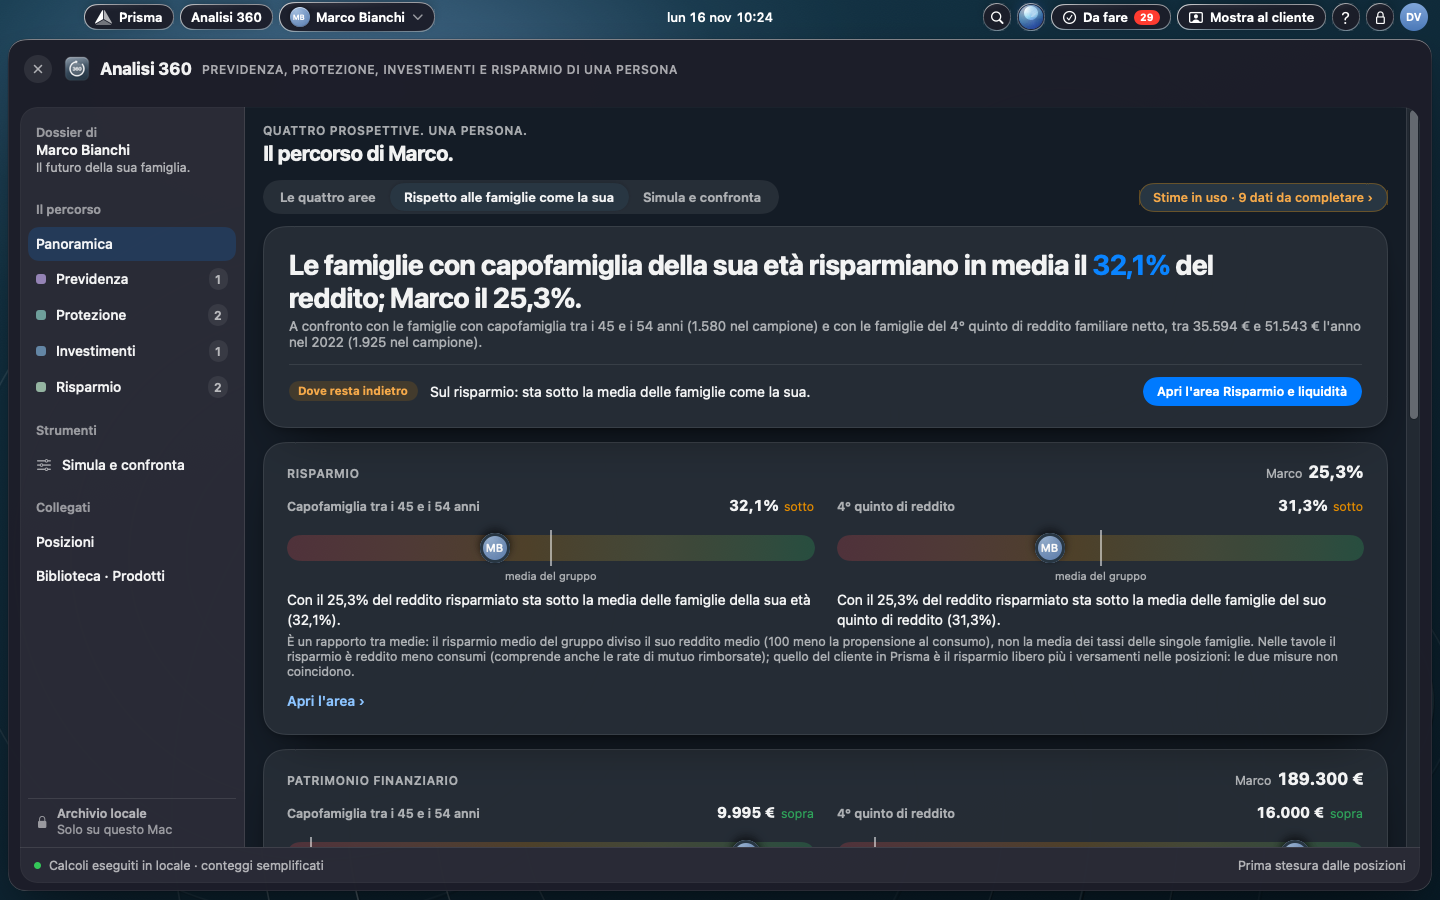 Prisma
Analisi 360
MB Marco Bianchi
lun 16 nov 10:24
Da fare 29
Mostra al cliente
?
DV
360
Analisi 360 PREVIDENZA, PROTEZIONE, INVESTIMENTI E RISPARMIO DI UNA PERSONA
Dossier di
Marco Bianchi
Il futuro della sua famiglia.
Il percorso
Panoramica
Previdenza 1
Protezione 2
Investimenti 1
Risparmio 2
Strumenti
Simula e confronta
Collegati
Posizioni
Biblioteca · Prodotti
Archivio locale
Solo su questo Mac
QUATTRO PROSPETTIVE. UNA PERSONA.
Il percorso di Marco.
Le quattro aree
Rispetto alle famiglie come la sua
Simula e confronta
Stime in uso · 9 dati da completare ›
Le famiglie con capofamiglia della sua età risparmiano in media il 32,1% del
reddito; Marco il 25,3%.
A confronto con le famiglie con capofamiglia tra i 45 e i 54 anni (1.580 nel campione) e con le famiglie del 4° quinto di reddito familiare netto, tra 35.594 € e 51.543 € l'anno
nel 2022 (1.925 nel campione).
Dove resta indietro
Sul risparmio: sta sotto la media delle famiglie come la sua.
Apri l'area Risparmio e liquidità
RISPARMIO
Marco 25,3%
Capofamiglia tra i 45 e i 54 anni
32,1% sotto
MB
media del gruppo
Con il 25,3% del reddito risparmiato sta sotto la media delle famiglie della sua età
(32,1%).
4° quinto di reddito
31,3% sotto
MB
media del gruppo
Con il 25,3% del reddito risparmiato sta sotto la media delle famiglie del suo
quinto di reddito (31,3%).
È un rapporto tra medie: il risparmio medio del gruppo diviso il suo reddito medio (100 meno la propensione al consumo), non la media dei tassi delle singole famiglie. Nelle tavole il
risparmio è reddito meno consumi (comprende anche le rate di mutuo rimborsate); quello del cliente in Prisma è il risparmio libero più i versamenti nelle posizioni: le due misure non
coincidono.
Apri l'area ›
PATRIMONIO FINANZIARIO
Marco 189.300 €
Capofamiglia tra i 45 e i 54 anni
9.995 € sopra
4° quinto di reddito
16.000 € sopra
Calcoli eseguiti in locale · conteggi semplificati
Prima stesura dalle posizioni